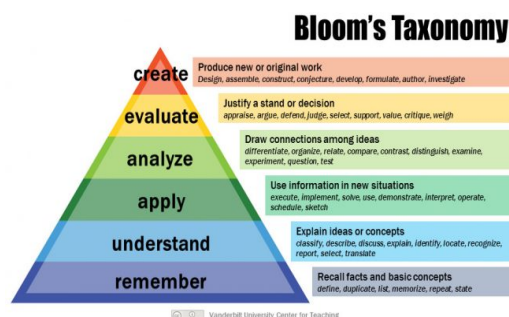 Bloom's Taxonomy
create
Produce new or original work
Design, assemble, construct, conjecture, develop, formulate, author, investigate
evaluate
Justify a stand or decision
appraise, argue, defend, judge, select, support, value, critique, weigh
analyze
Draw connections among ideas
differentiate, organize, relate, compare, contrast, distinguish, examine,
experiment, question, test
apply
Use information in new situations
execute, implement, solve, use, demonstrate, interpret, operate,
schedule, sketch
understand
Explain ideas or concepts
classify, describe, discuss, explain, identify, locate, recognize,
report, select, translate
remember
Recall facts and basic concepts
define, duplicate, list, memorize, repeat, state
Vanderbilt University Center for Teaching